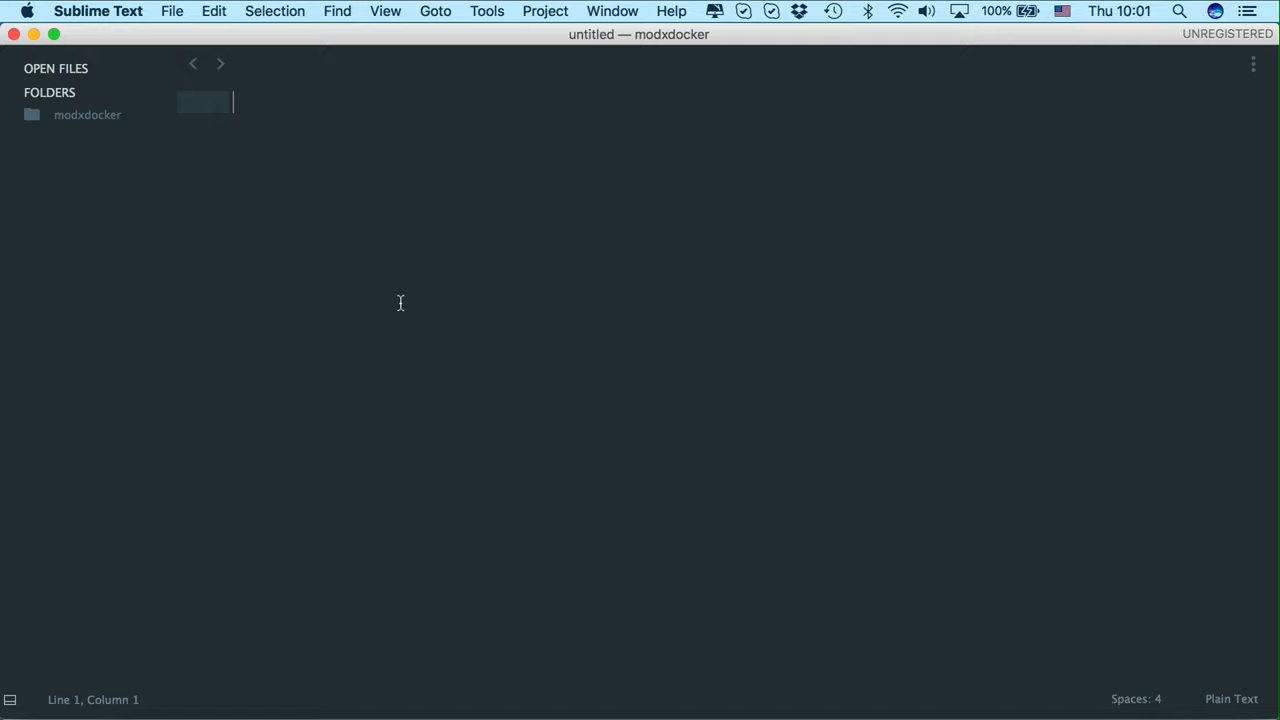 Sublime Text File Edit Selection Find View Goto Tools Project Window Help 100% Thu 10:01
untitled — modxdocker UNREGISTERED
OPEN FILES
FOLDERS
modxdocker
Line 1, Column 1 Spaces: 4 Plain Text